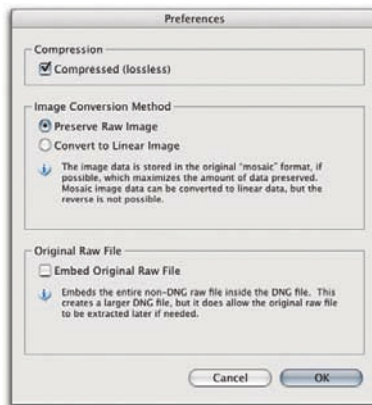 Preferences
Compression
Compressed (lossless)
Image Conversion Method
Preserve Raw Image
Convert to Linear Image
The image data is stored in the original “mosaic” format, if
possible, which maximizes the amount of data preserved.
Mosaic image data can be converted to linear data, but the
reverse is not possible.
Original Raw File
Embed Original Raw File
Embeds the entire non-DNG raw file inside the DNG file.  This
creates a larger DNG file, but it does allow the original raw file
to be extracted later if needed.
Cancel
OK